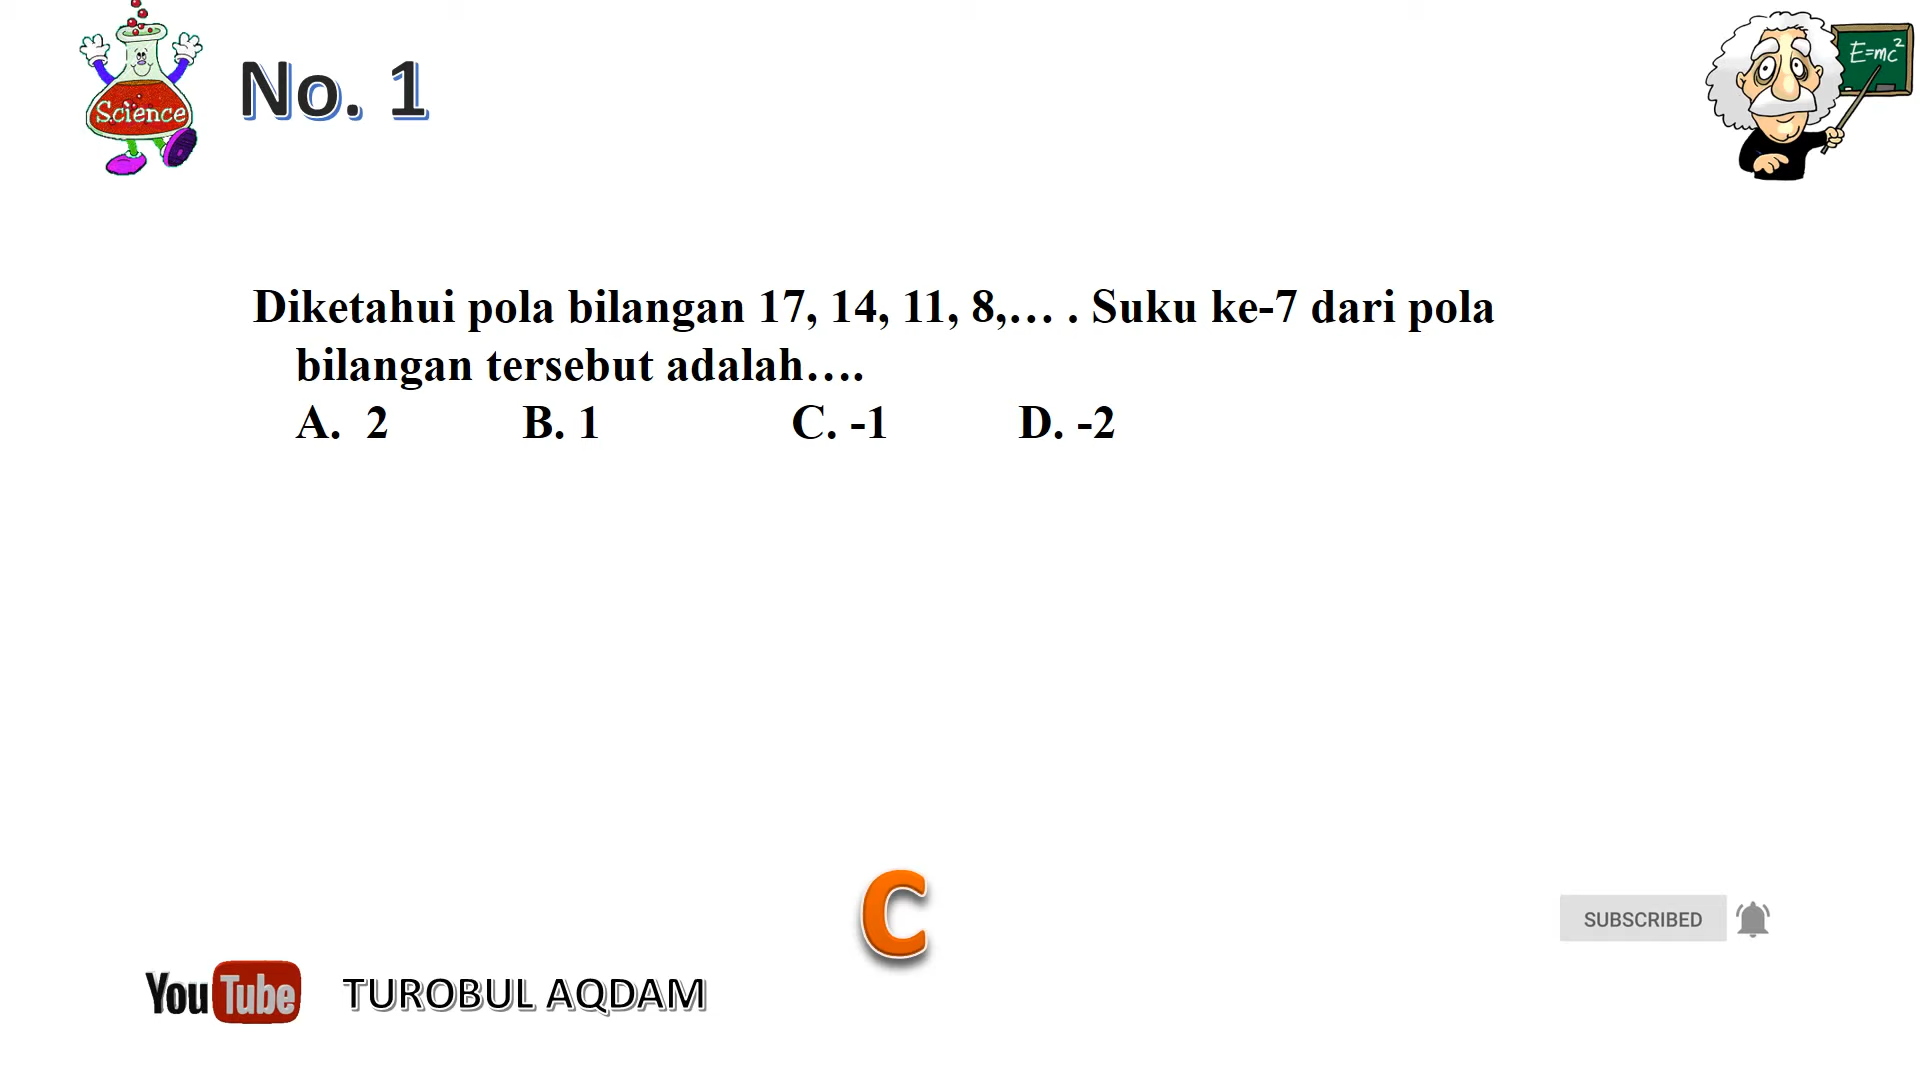 No. 1
Science
E=mc²
Diketahui pola bilangan 17, 14, 11, 8,… . Suku ke-7 dari pola
bilangan tersebut adalah….
A. 2 B. 1 C. -1 D. -2
C
SUBSCRIBED
YouTube TUROBUL AQDAM